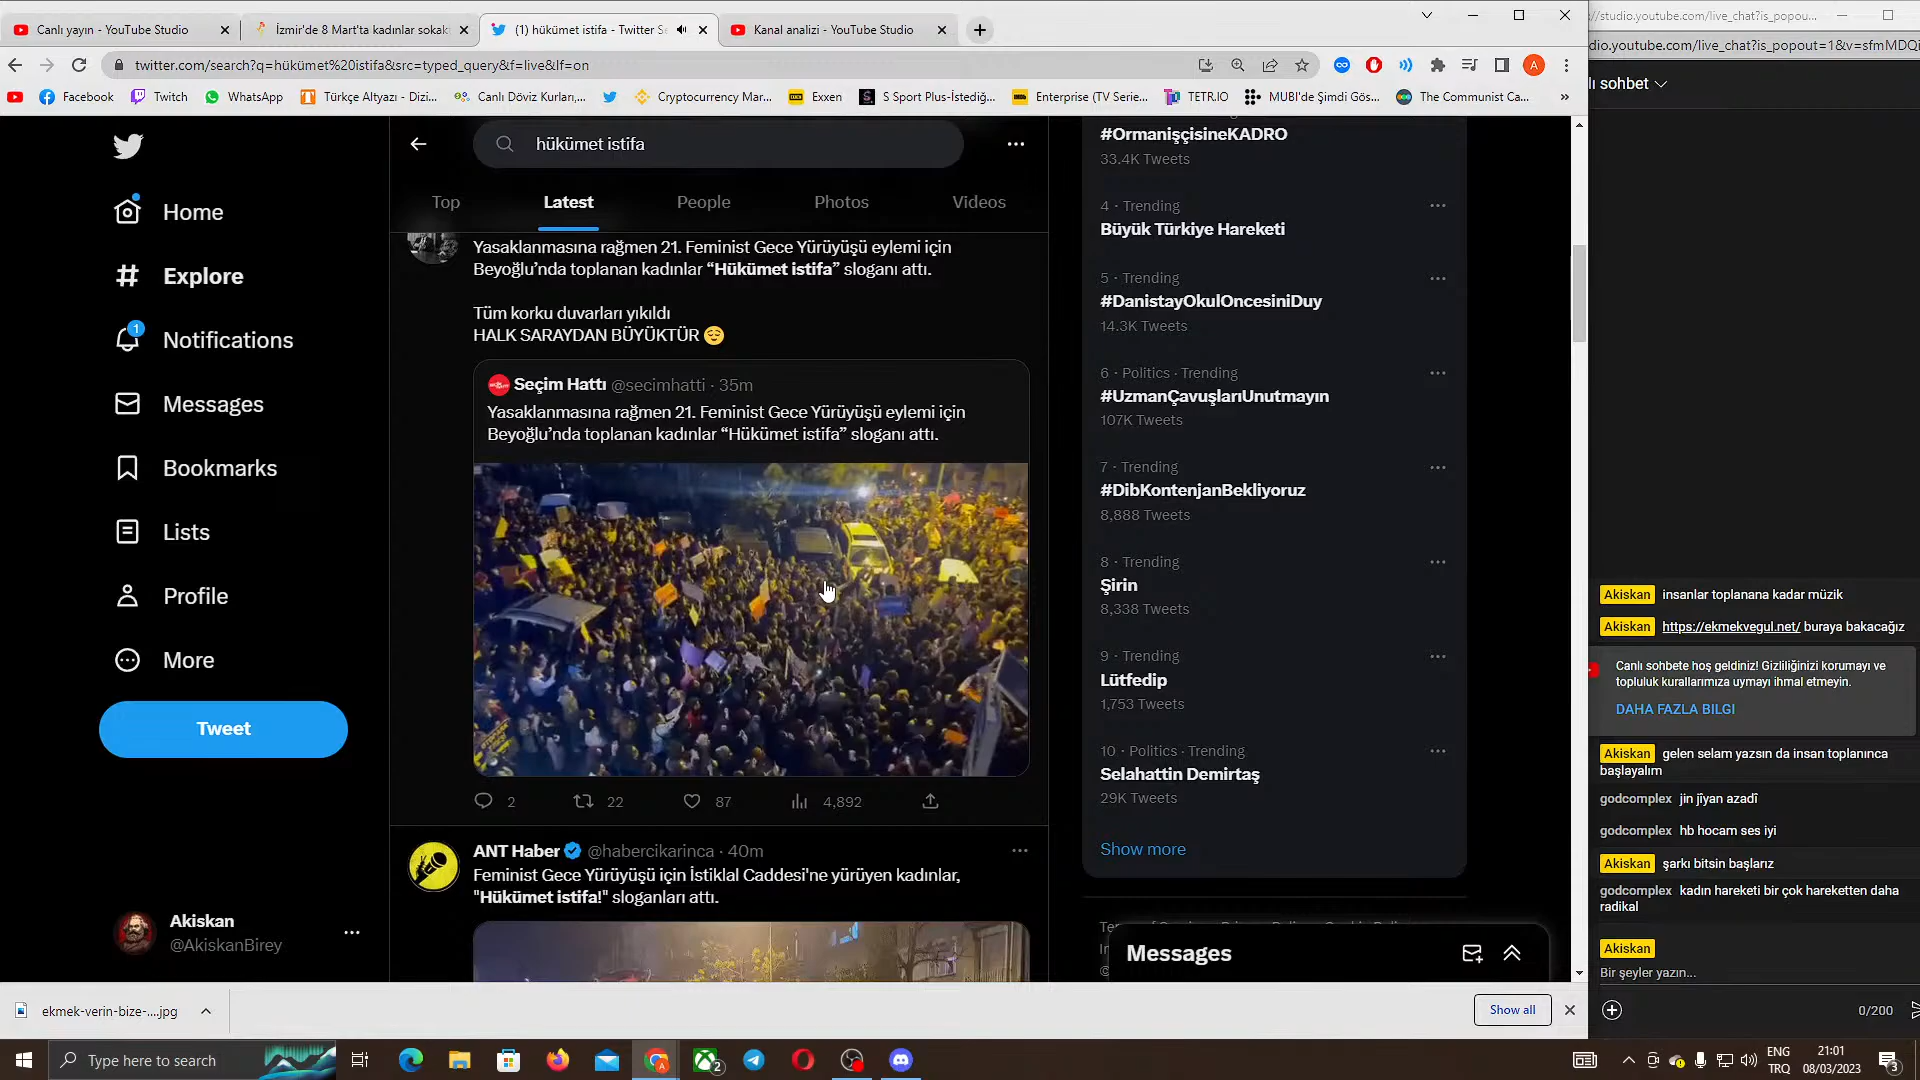 Canlı yayın - YouTube Studio
İzmir'de 8 Mart'ta kadınlar sokak
(1) hükümet istifa - Twitter Se
Kanal analizi - YouTube Studio
/studio.youtube.com/live_chat?is_popou...
twitter.com/search?q=hükümet%20istifa&src=typed_query&f=live&lf=on
dio.youtube.com/live_chat?is_popout=1&v=sfmMDQi
Facebook
Twitch
WhatsApp
Türkçe Altyazı - Dizi...
Canlı Döviz Kurları,...
Cryptocurrency Mar...
Exxen
S Sport Plus-İstediğ...
Enterprise (TV Serie...
TETR.IO
MUBI'de Şimdi Gös...
The Communist Ca...
Home
Explore
1
Notifications
Messages
Bookmarks
Lists
Profile
More
Tweet
Akiskan
@AkiskanBirey
hükümet istifa
Top
Latest
People
Photos
Videos
Yasaklanmasına rağmen 21. Feminist Gece Yürüyüşü eylemi için
Beyoğlu’nda toplanan kadınlar “Hükümet istifa” sloganı attı.
Tüm korku duvarları yıkıldı
HALK SARAYDAN BÜYÜKTÜR 😌
Seçim Hattı @secimhatti · 35m
Yasaklanmasına rağmen 21. Feminist Gece Yürüyüşü eylemi için
Beyoğlu’nda toplanan kadınlar “Hükümet istifa” sloganı attı.
2
22
87
4,892
ANT Haber @habercikarinca · 40m
Feminist Gece Yürüyüşü için İstiklal Caddesi'ne yürüyen kadınlar,
"Hükümet istifa!" sloganları attı.
#OrmanişçisineKADRO
33.4K Tweets
4 · Trending
Büyük Türkiye Hareketi
5 · Trending
#DanistayOkulOncesiniDuy
14.3K Tweets
6 · Politics · Trending
#UzmanÇavuşlarıUnutmayın
107K Tweets
7 · Trending
#DibKontenjanBekliyoruz
8,888 Tweets
8 · Trending
Şirin
8,338 Tweets
9 · Trending
Lütfedip
1,753 Tweets
10 · Politics · Trending
Selahattin Demirtaş
29K Tweets
Show more
Messages
lı sohbet
Akiskan insanlar toplanana kadar müzik
Akiskan https://ekmekvegul.net/ buraya bakacağız
Canlı sohbete hoş geldiniz! Gizliliğinizi korumayı ve
topluluk kurallarımıza uymayı ihmal etmeyin.
DAHA FAZLA BILGI
Akiskan gelen selam yazsın da insan toplanınca
başlayalım
godcomplex jin jîyan azadî
godcomplex hb hocam ses iyi
Akiskan şarkı bitsin başlarız
godcomplex kadın hareketi bir çok hareketten daha
radikal
Akiskan
Bir şeyler yazın...
0/200
ekmek-verin-bize-....jpg
Show all
Type here to search
2
ENG
TRQ
21:01
08/03/2023
3